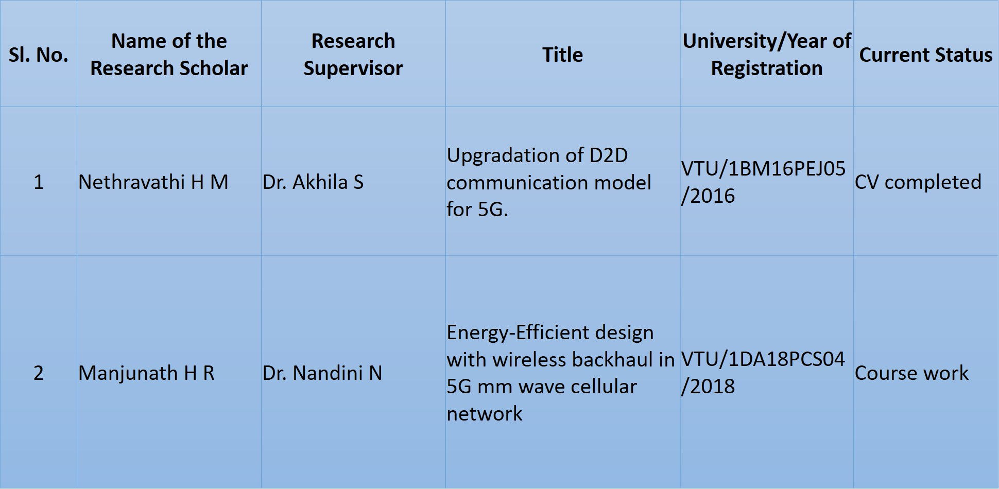 Sl. No.
Name of the
Research Scholar
Research
Supervisor
Title
University/Year of
Registration
Current Status
1
Nethravathi H M
Dr. Akhila S
Upgradation of D2D
communication model
for 5G.
VTU/1BM16PEJ05
/2016
CV completed
2
Manjunath H R
Dr. Nandini N
Energy-Efficient design
with wireless backhaul in
5G mm wave cellular
network
VTU/1DA18PCS04
/2018
Course work